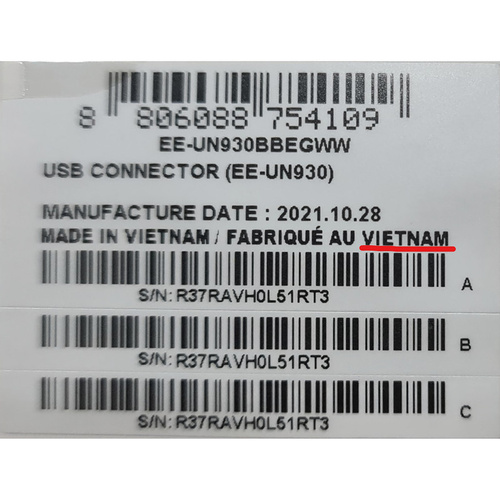 8 806088 754109
EE-UN930BBEGWW
USB CONNECTOR (EE-UN930)
MANUFACTURE DATE : 2021.10.28
MADE IN VIETNAM / FABRIQUÉ AU VIETNAM
A
S/N: R37RAVH0L51RT3
B
S/N: R37RAVH0L51RT3
C
S/N: R37RAVH0L51RT3